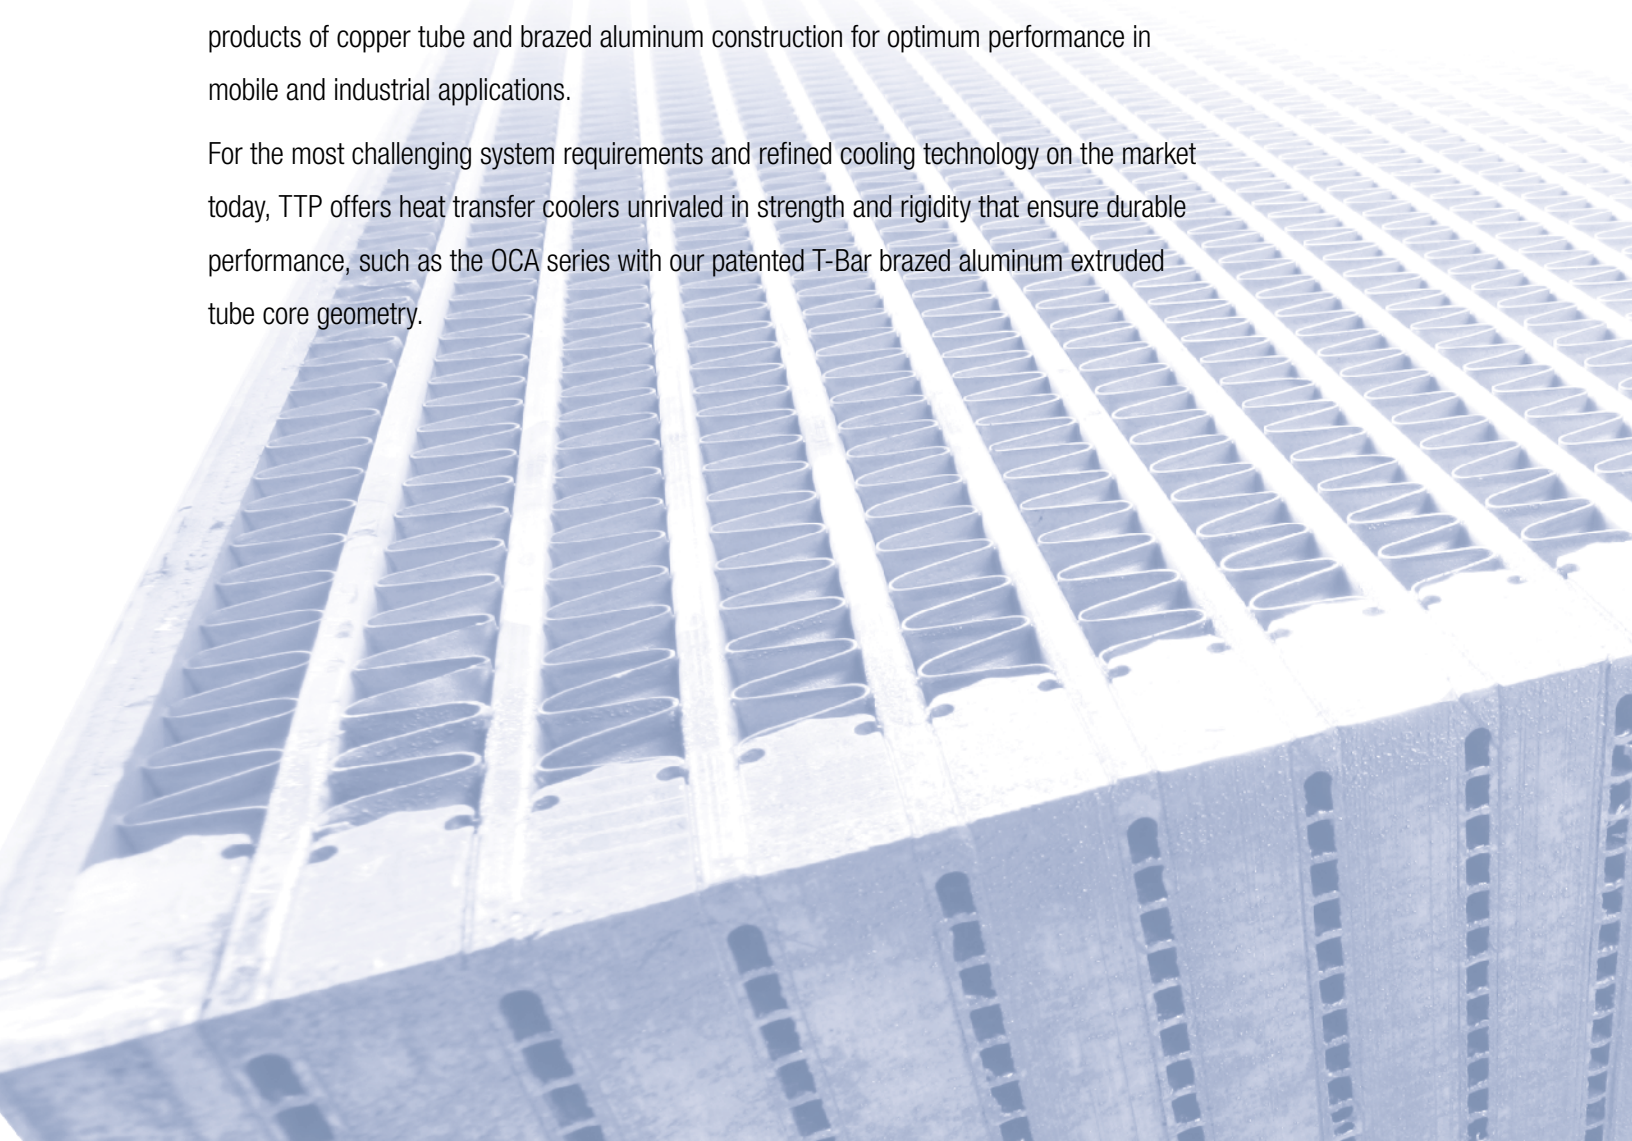 products of copper tube and brazed aluminum construction for optimum performance in
mobile and industrial applications.
For the most challenging system requirements and refined cooling technology on the market
today, TTP offers heat transfer coolers unrivaled in strength and rigidity that ensure durable
performance, such as the OCA series with our patented T-Bar brazed aluminum extruded
tube core geometry.